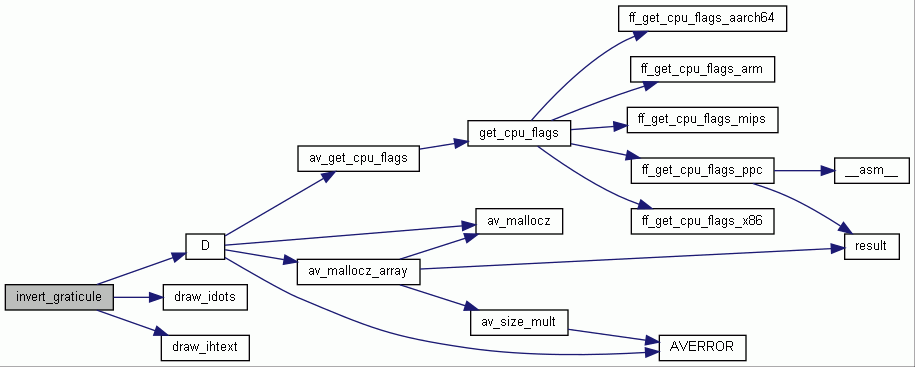 ff_get_cpu_flags_aarch64
ff_get_cpu_flags_arm
ff_get_cpu_flags_mips
get_cpu_flags
av_get_cpu_flags
ff_get_cpu_flags_ppc
__asm__
ff_get_cpu_flags_x86
av_mallocz
D
result
av_mallocz_array
invert_graticule
draw_idots
av_size_mult
draw_ihtext
AVERROR